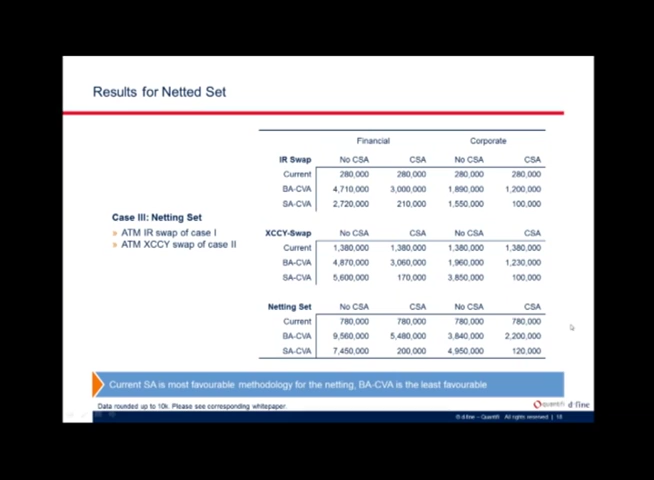 Results for Netted Set
Financial Corporate
IR Swap No CSA CSA No CSA CSA
Current 280,000 280,000 280,000 280,000
BA-CVA 4,710,000 3,000,000 1,890,000 1,200,000
SA-CVA 2,720,000 210,000 1,550,000 100,000
Case III: Netting Set
» ATM IR swap of case I
» ATM XCCY swap of case II
XCCY-Swap No CSA CSA No CSA CSA
Current 1,380,000 1,380,000 1,380,000 1,380,000
BA-CVA 4,870,000 3,060,000 1,960,000 1,230,000
SA-CVA 5,600,000 170,000 3,850,000 100,000
Netting Set No CSA CSA No CSA CSA
Current 780,000 780,000 780,000 780,000
BA-CVA 9,560,000 5,480,000 3,840,000 2,200,000
SA-CVA 7,450,000 200,000 4,950,000 120,000
Current SA is most favourable methodology for the netting, BA-CVA is the least favourable
Data rounded up to 10k. Please see corresponding whitepaper.
quantifi d-fine
© d-fine – Quantifi All rights reserved | 18